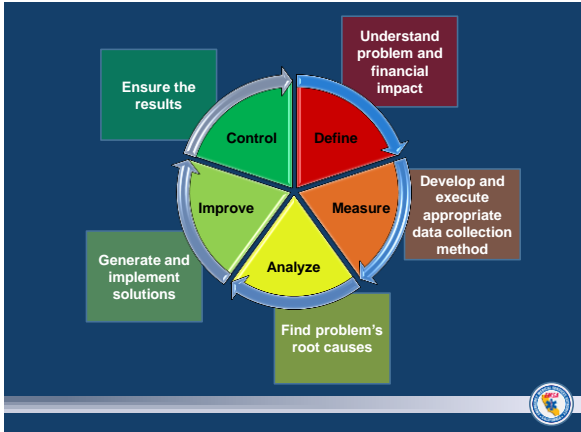 Understand
problem and
financial
impact
Ensure the
results
Control
Define
Improve
Measure
Develop and
execute
appropriate
data collection
method
Analyze
Generate and
implement
solutions
Find problem's
root causes